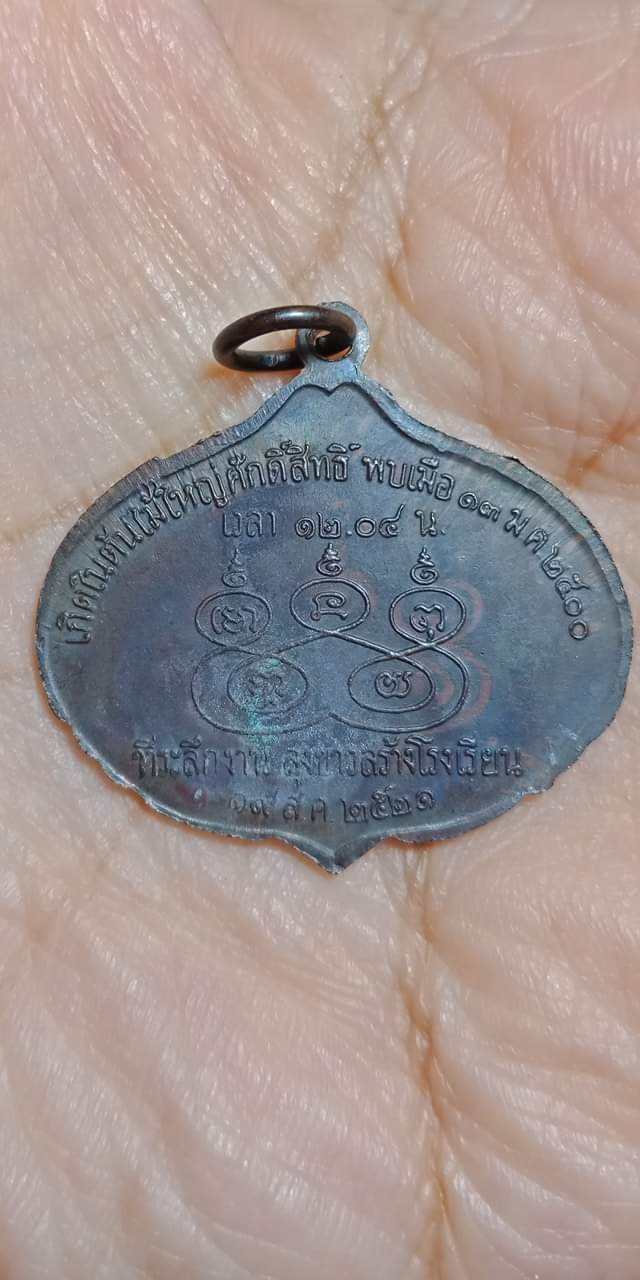 เกิดในต้นไม้ใหญ่ศักดิ์สิทธิ์ พบเมื่อ ๑๓ ม ค ๒๕๐๐
เวลา ๑๒.๐๔ น.
ที่ระลึกงาน ลุงขาวสร้างโรงเรียน
๑๙ ส ค ๒๕๒๑